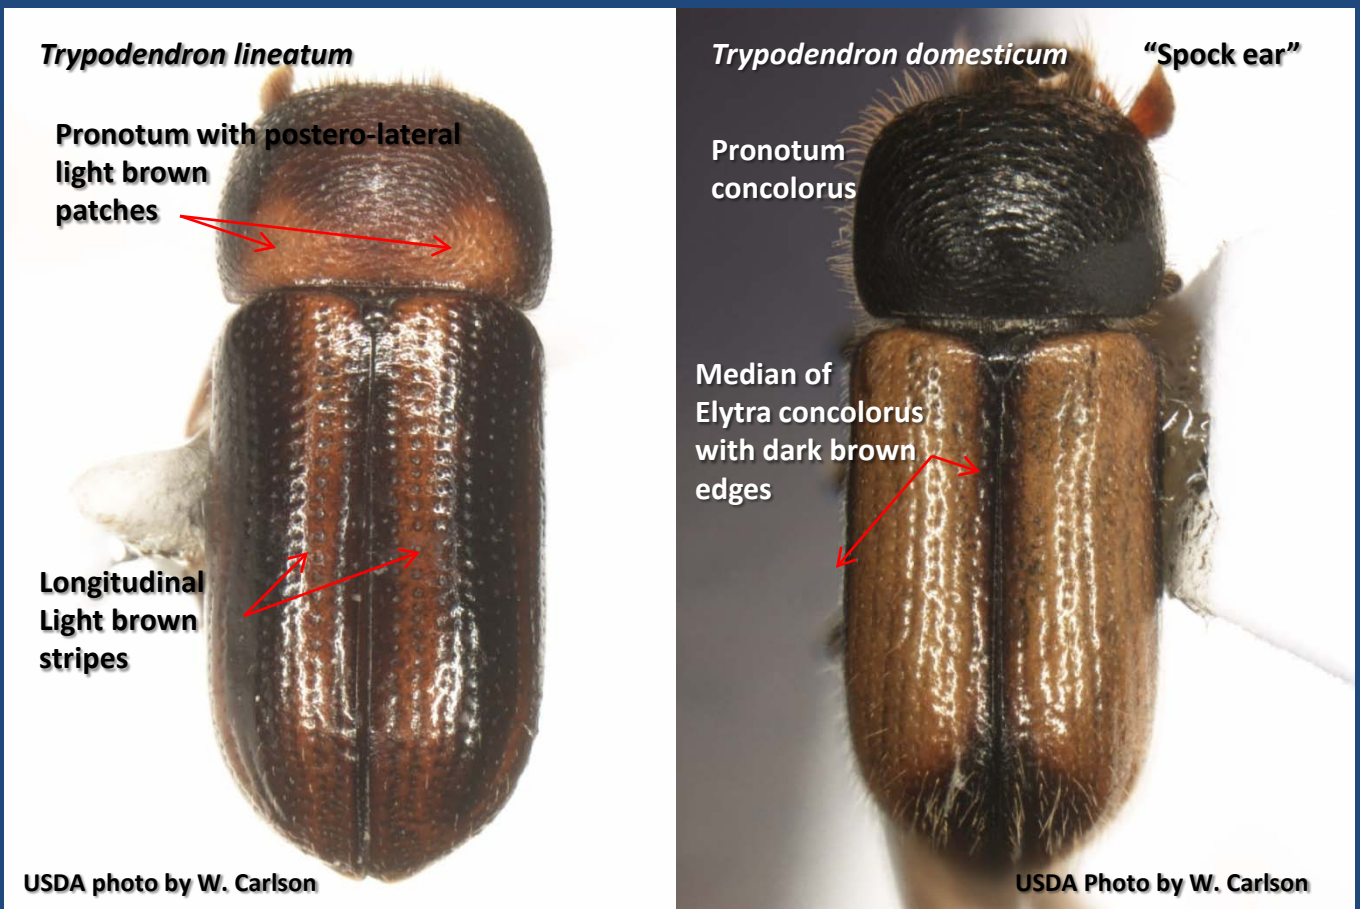 Trypodendron lineatum
Pronotum with postero-lateral
light brown
patches
Longitudinal
Light brown
stripes
USDA photo by W. Carlson
Trypodendron domesticum
“Spock ear”
Pronotum
concolorus
Median of
Elytra concolorus
with dark brown
edges
USDA Photo by W. Carlson